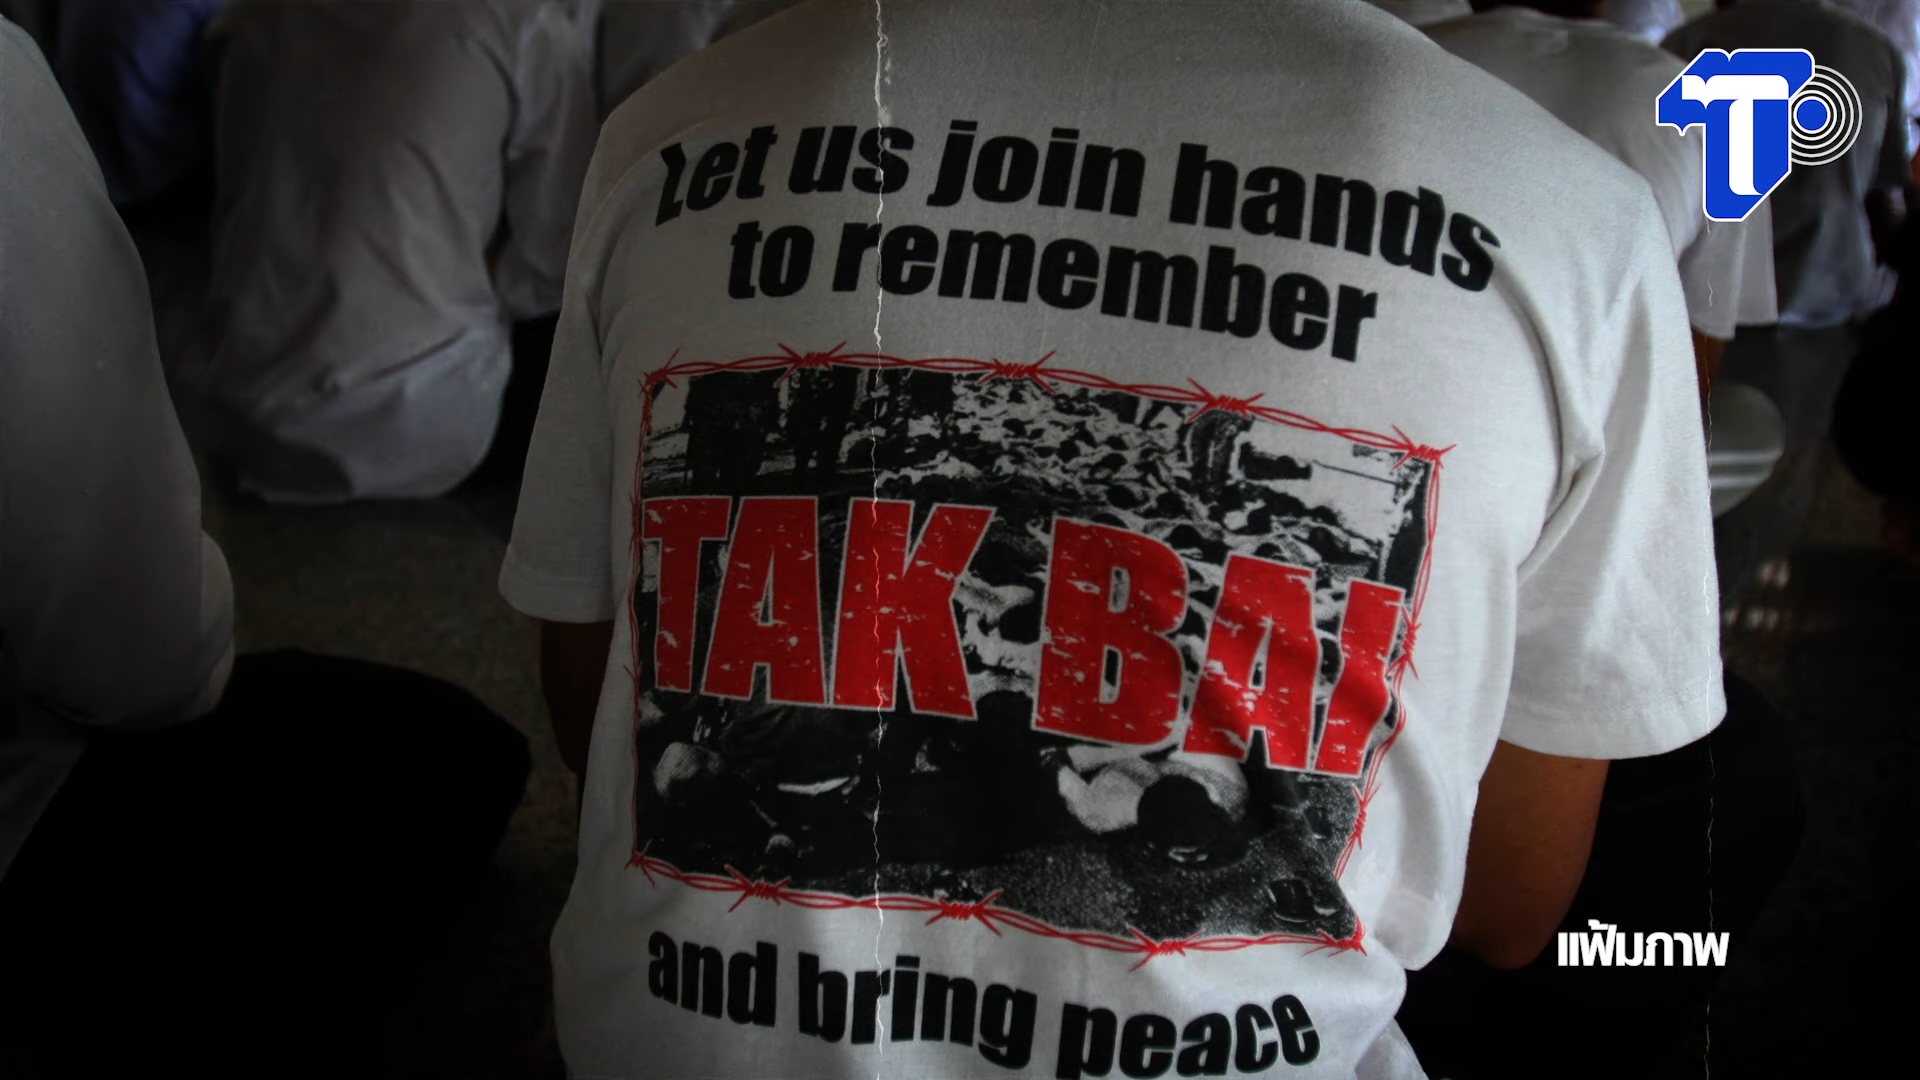 Let us join hands
to remember
TAK BAI
and bring peace
T
แฟ้มภาพ